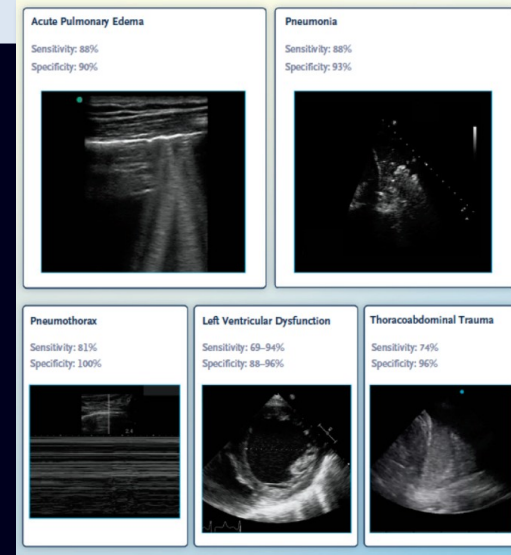 Acute Pulmonary Edema
Sensitivity: 88%
Specificity: 90%
Pneumonia
Sensitivity: 88%
Specificity: 93%
Pneumothorax
Sensitivity: 81%
Specificity: 100%
Left Ventricular Dysfunction
Sensitivity: 69–94%
Specificity: 88–96%
Thoracoabdominal Trauma
Sensitivity: 74%
Specificity: 96%